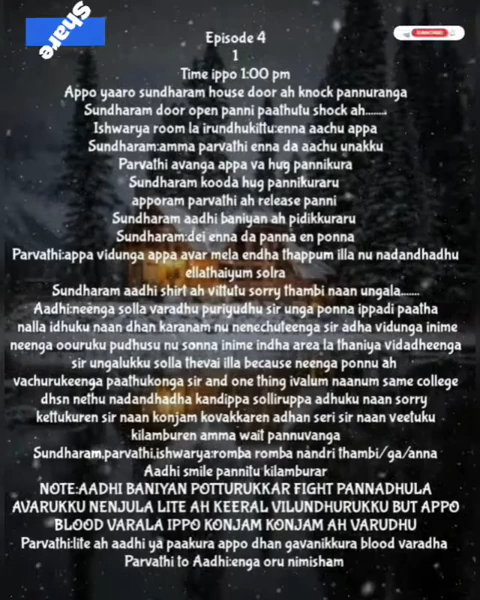 Share
SUBSCRIBE
Episode 4
1
Time ippo 1:00 pm
Appo yaaro sundharam house door ah knock pannuranga
Sundharam door open panni paathutu shock ah........
Ishwarya room la irundhukittu:enna aachu appa
Sundharam:amma parvathi enna da aachu unakku
Parvathi avanga appa va hug pannikura
Sundharam kooda hug pannikuraru
apporam parvathi ah release panni
Sundharam aadhi baniyan ah pidikkuraru
Sundharam:dei enna da panna en ponna
Parvathi:appa vidunga appa avar mela endha thappum illa nu nadandhadhu
ellathaiyum solra
Sundharam aadhi shirt ah vittutu sorry thambi naan ungala.......
Aadhi:neenga solla varadhu puriyudhu sir unga ponna ippadi paatha
nalla idhuku naan dhan karanam nu nenechuteenga sir adha vidunga inime
neenga oouruku pudhusu nu sonna inime indha area la thaniya vidadheenga
sir ungalukku solla thevai illa because neenga ponnu ah
vachurukeenga paathukonga sir and one thing ivalum naanum same college
dhsn nethu nadandhadha kandippa solliruppa adhuku naan sorry
kettukuren sir naan konjam kovakkaren adhan seri sir naan veetuku
kilamburen amma wait pannuvanga
Sundharam,parvathi,ishwarya:romba romba nandri thambi/ga/anna
Aadhi smile pannitu kilamburar
NOTE:AADHI BANIYAN POTTURUKKAR FIGHT PANNADHULA
AVARUKKU NENJULA LITE AH KEERAL VILUNDHURUKKU BUT APPO
BLOOD VARALA IPPO KONJAM KONJAM AH VARUDHU
Parvathi:lite ah aadhi ya paakura appo dhan gavanikkura blood varadha
Parvathi to Aadhi:enga oru nimisham